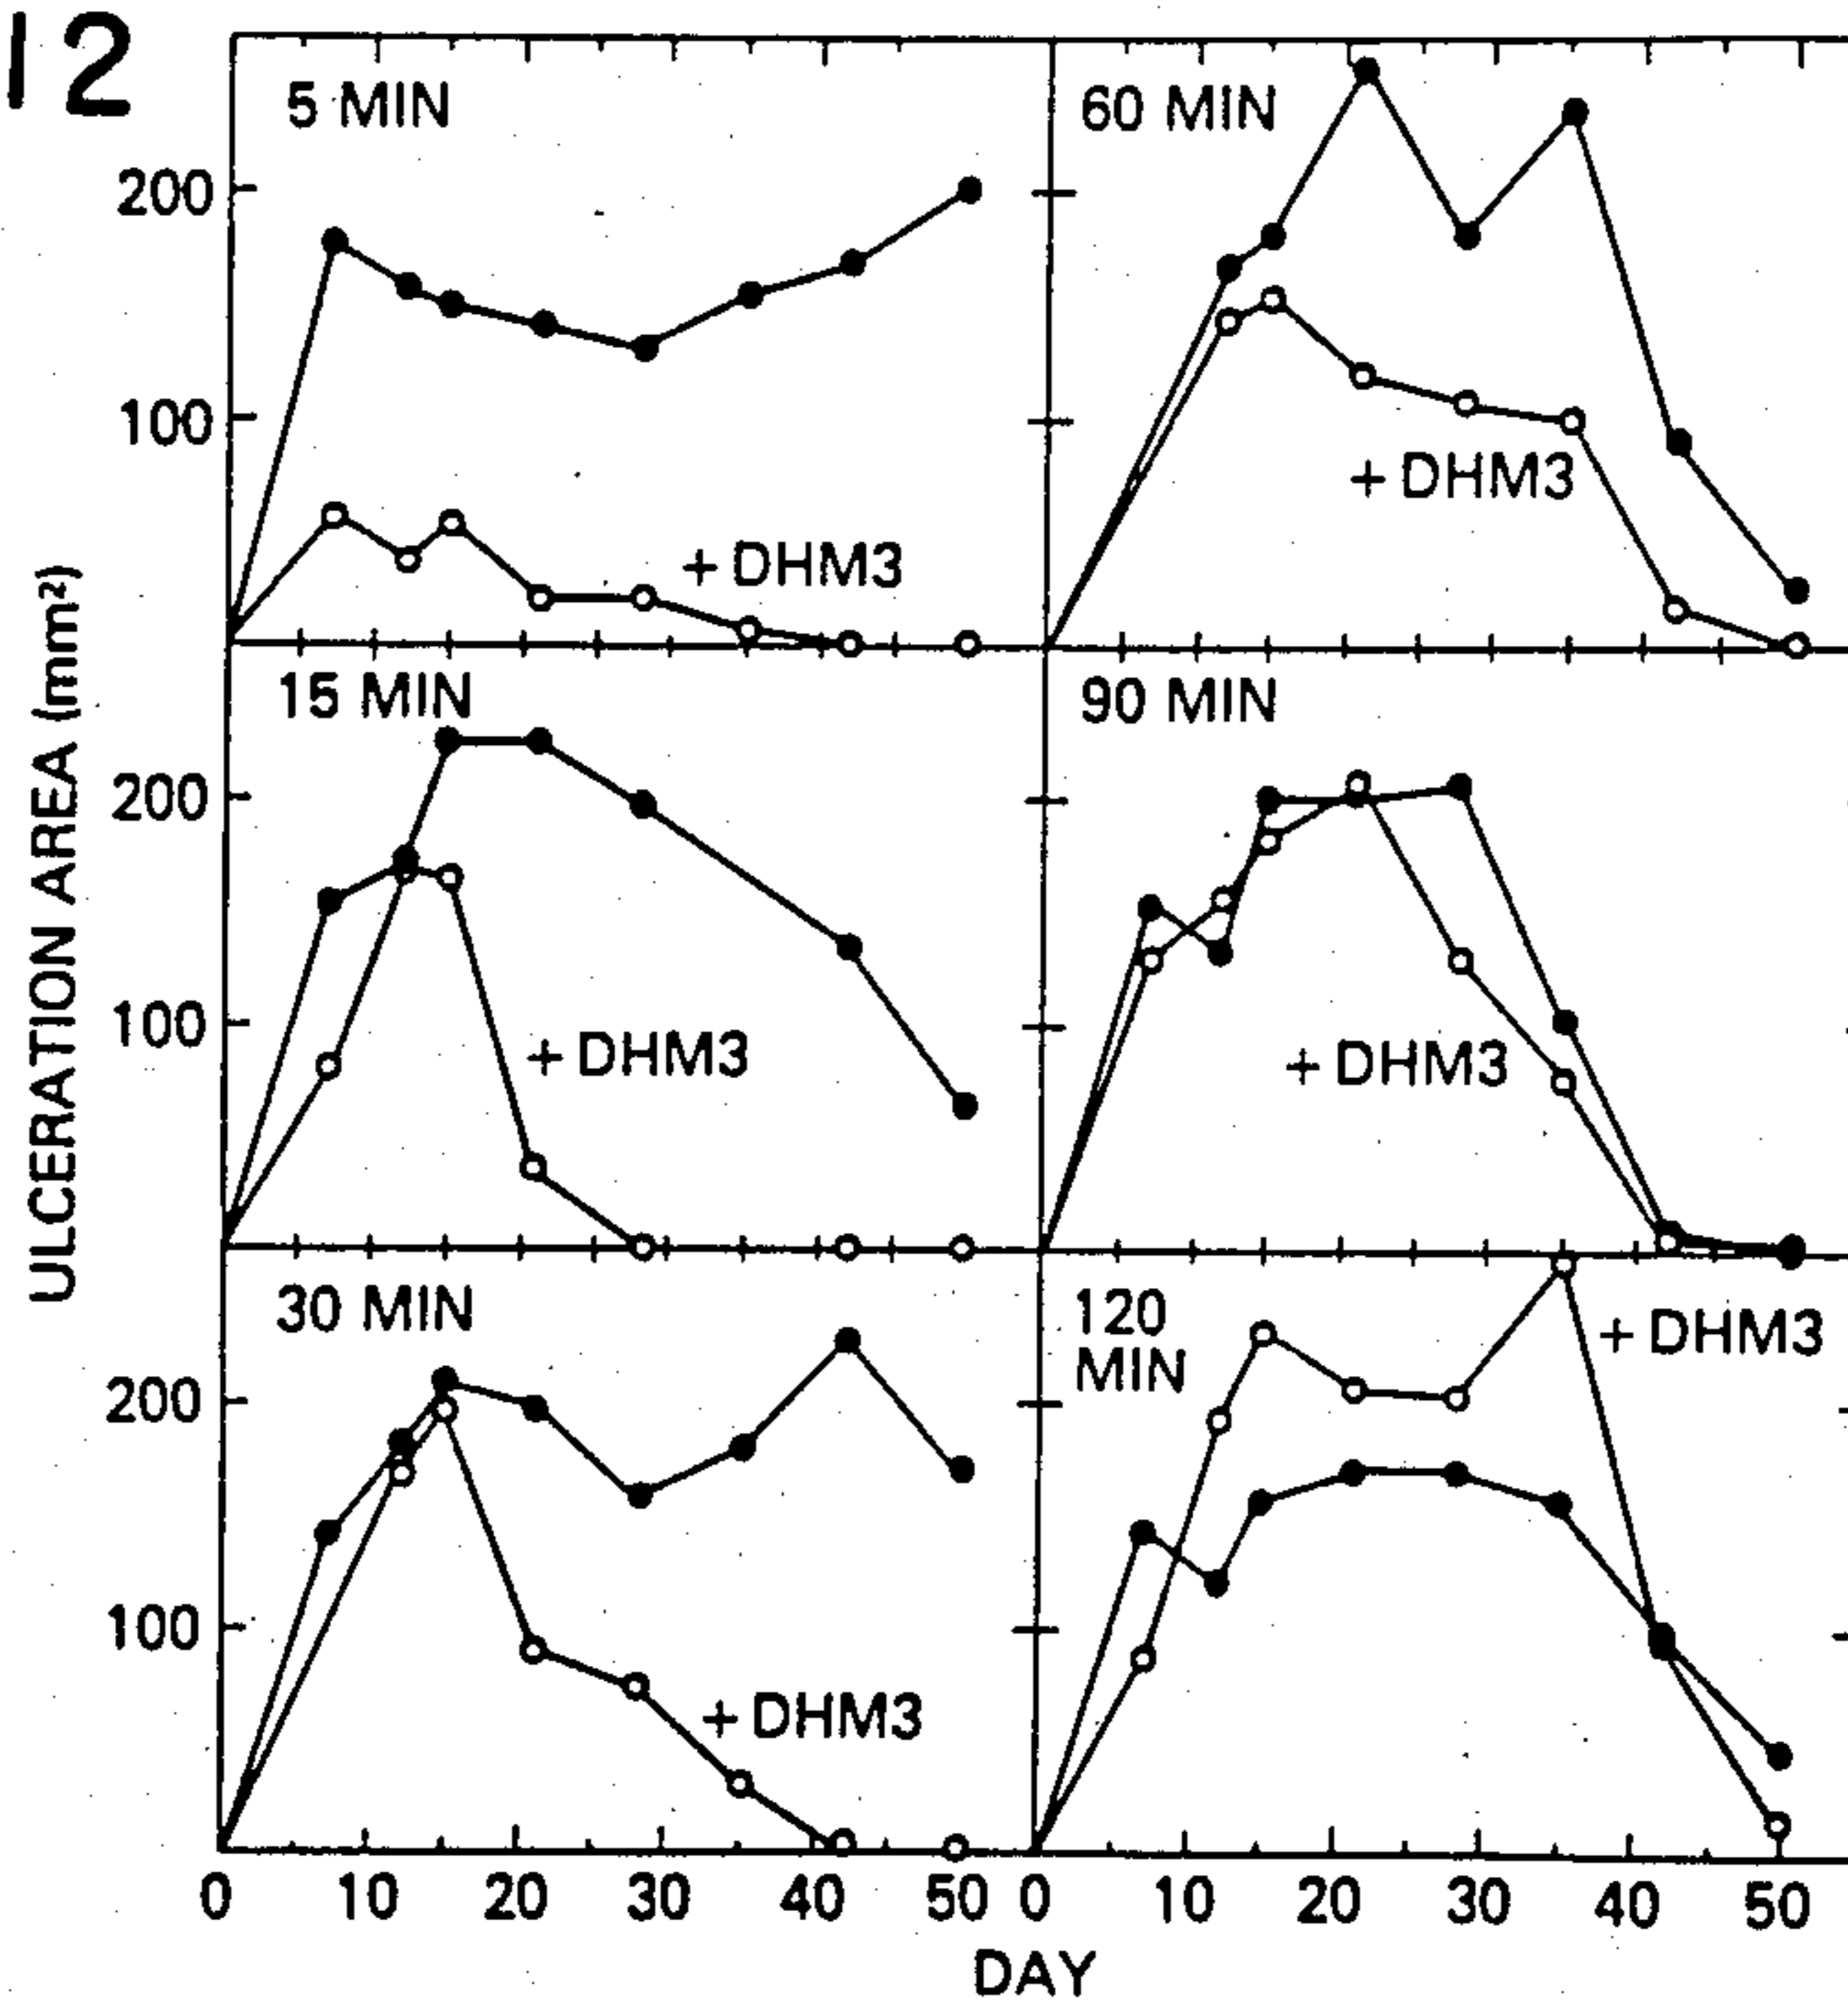 12
ULCERATION AREA (mm²)
5 MIN
200
100
+ DHM3
60 MIN
+ DHM3
15 MIN
200
100
+ DHM3
90 MIN
+ DHM3
30 MIN
200
100
+ DHM3
120
MIN
+ DHM3
0 10 20 30 40 50 0 10 20 30 40 50
DAY